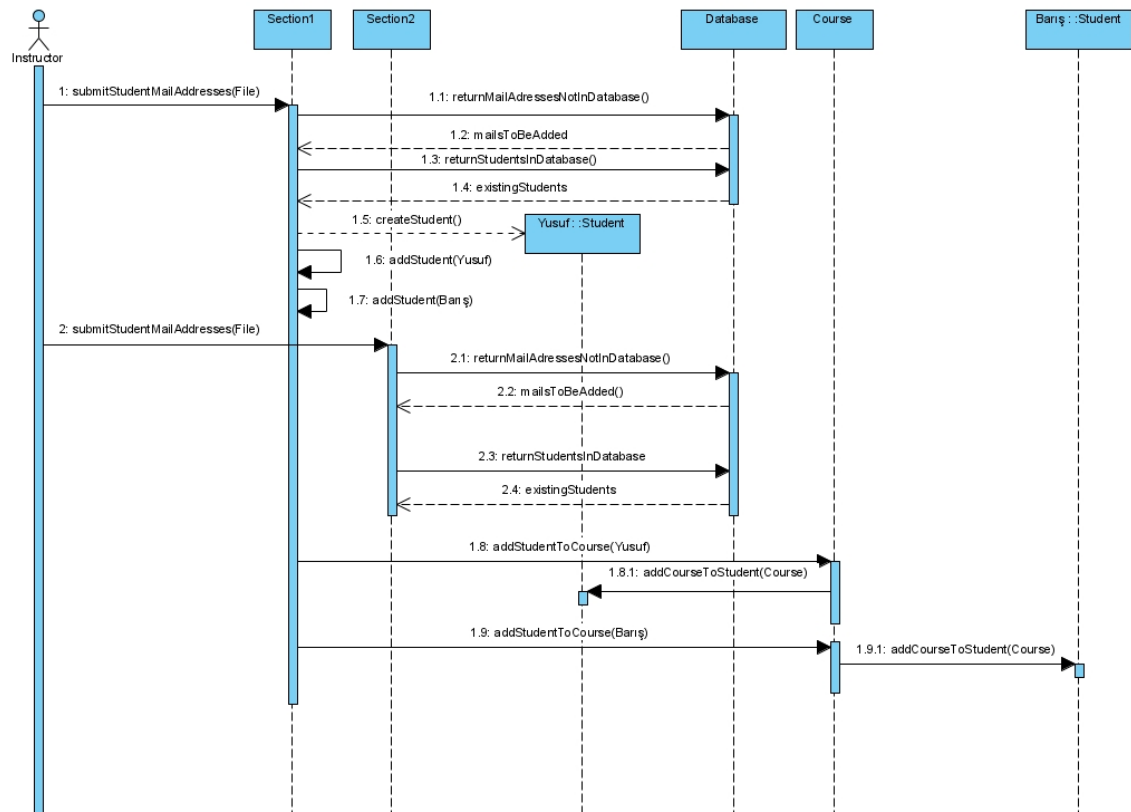 Section1
Section2
Database
Course
Barış : :Student
Instructor
1: submitStudentMailAddresses(File)
1.1: returnMailAdressesNotInDatabase()
1.2: mailsToBeAdded
1.3: returnStudentsInDatabase()
1.4: existingStudents
1.5: createStudent()
Yusuf : :Student
1.6: addStudent(Yusuf)
1.7: addStudent(Barış)
2: submitStudentMailAddresses(File)
2.1: returnMailAdressesNotInDatabase()
2.2: mailsToBeAdded()
2.3: returnStudentsInDatabase
2.4: existingStudents
1.8: addStudentToCourse(Yusuf)
1.8.1: addCourseToStudent(Course)
1.9: addStudentToCourse(Barış)
1.9.1: addCourseToStudent(Course)